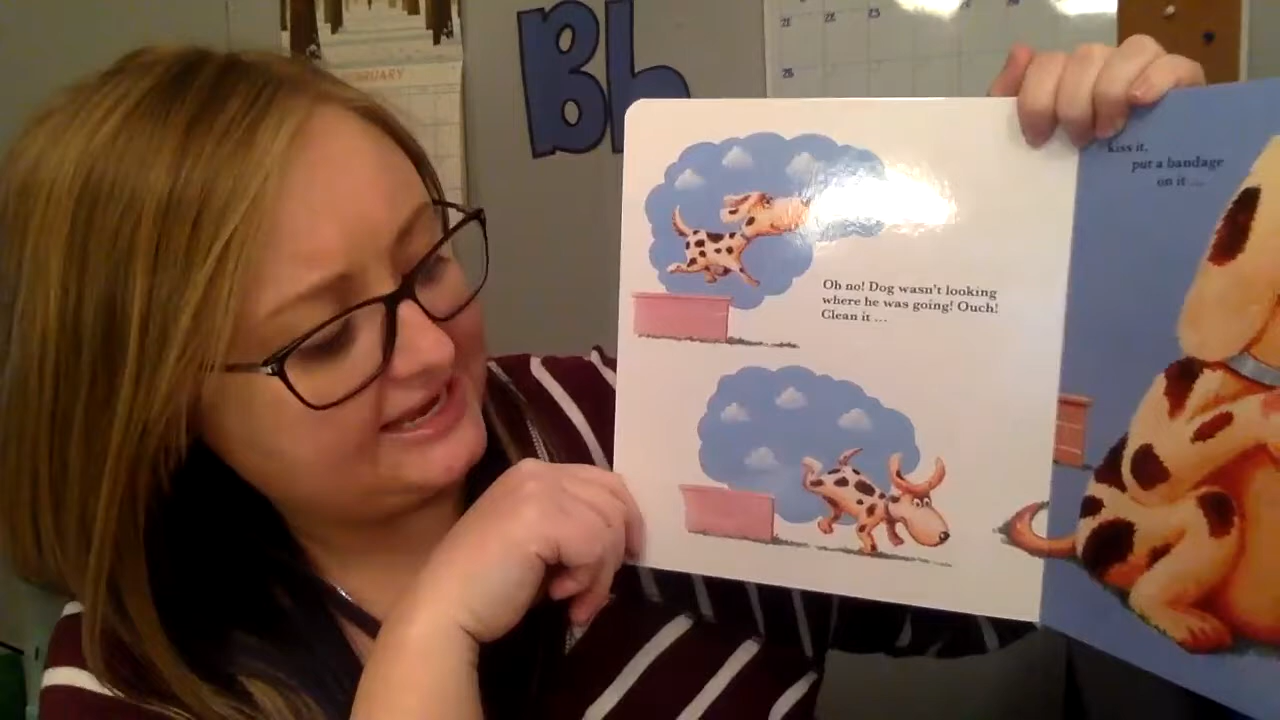 BRUARY
Bb
21 22 23
25
Oh no! Dog wasn't looking
where he was going! Ouch!
Clean it ...
kiss it,
put a bandage
on it ...